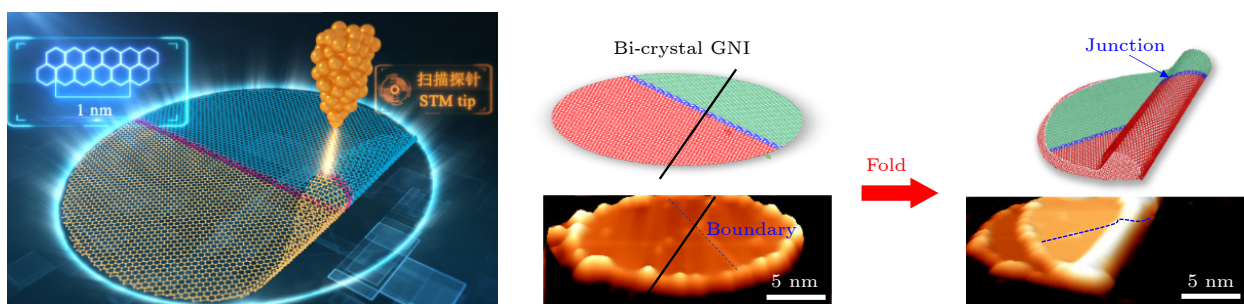 1 nm
扫描探针
STM tip
Bi-crystal GNI
Boundary
5 nm
Fold
Junction
5 nm